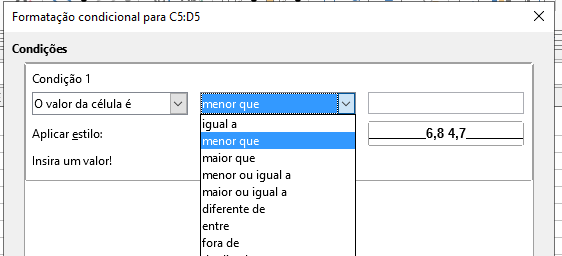 Formatação condicional para C5:D5
Condições
Condição 1
O valor da célula é
menor que
igual a
menor que
maior que
menor ou igual a
maior ou igual a
diferente de
entre
fora de
Aplicar estilo:
6,8 4,7
Insira um valor!